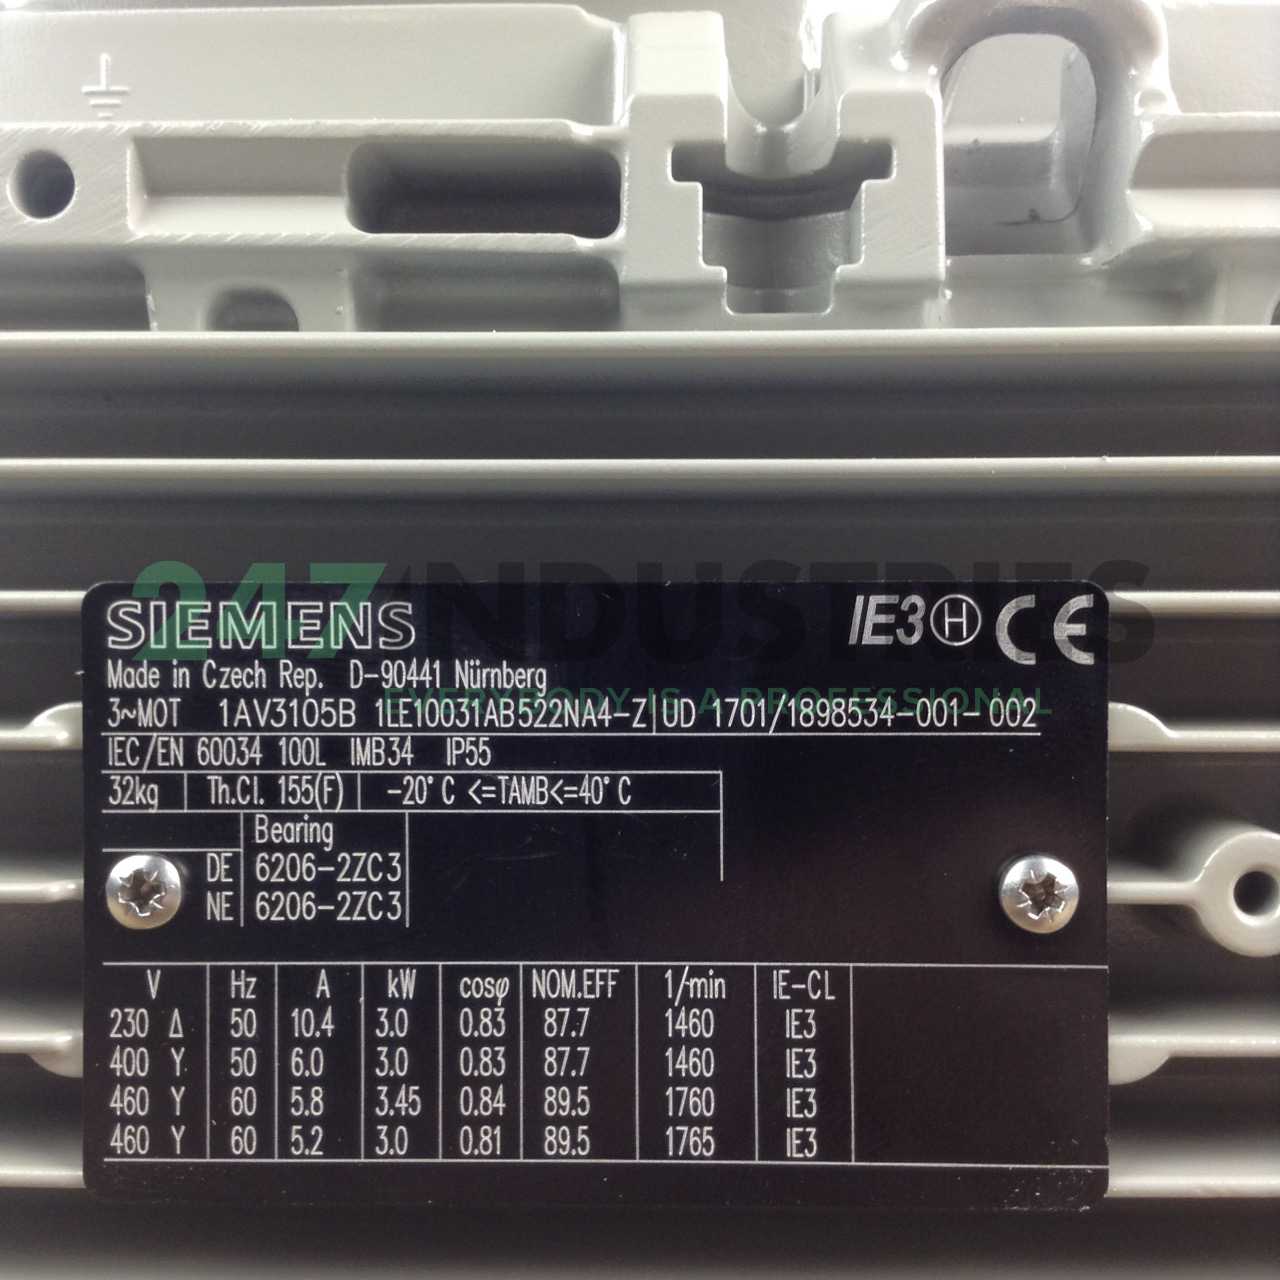 247 INDUSTRIES
EVERYBODY IS A PROFESSIONAL
SIEMENS IE3 H CE
Made in Czech Rep. D-90441 Nürnberg
3~MOT 1AV3105B 1LE10031AB522NA4-Z UD 1701/1898534-001-002
IEC/EN 60034 100L IMB34 IP55
32kg Th.Cl. 155(F) -20°C <=TAMB<=40°C
Bearing
DE 6206-2ZC3
NE 6206-2ZC3
V Hz A kW cosφ NOM.EFF 1/min IE-CL
230 Δ 50 10.4 3.0 0.83 87.7 1460 IE3
400 Y 50 6.0 3.0 0.83 87.7 1460 IE3
460 Y 60 5.8 3.45 0.84 89.5 1760 IE3
460 Y 60 5.2 3.0 0.81 89.5 1765 IE3